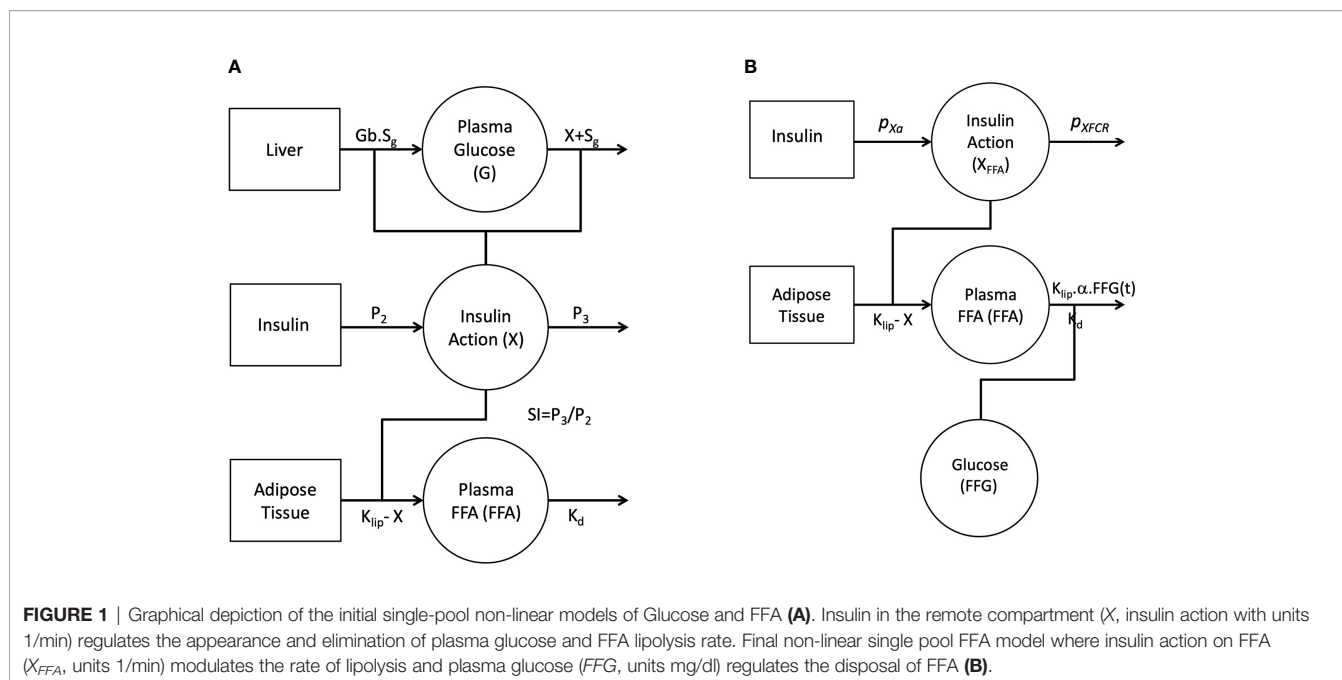 A
Liver
Gb.Sg
Plasma
Glucose
(G)
X+Sg
Insulin
P2
Insulin
Action (X)
P3
SI=P3/P2
Adipose
Tissue
Klip- X
Plasma
FFA (FFA)
Kd
B
Insulin
pXa
Insulin
Action
(XFFA)
pXFCR
Adipose
Tissue
Klip- X
Plasma
FFA (FFA)
Klip.α.FFG(t)
Kd
Glucose
(FFG)
FIGURE 1 | Graphical depiction of the initial single-pool non-linear models of Glucose and FFA (A). Insulin in the remote compartment (X, insulin action with units
1/min) regulates the appearance and elimination of plasma glucose and FFA lipolysis rate. Final non-linear single pool FFA model where insulin action on FFA
(XFFA, units 1/min) modulates the rate of lipolysis and plasma glucose (FFG, units mg/dl) regulates the disposal of FFA (B).